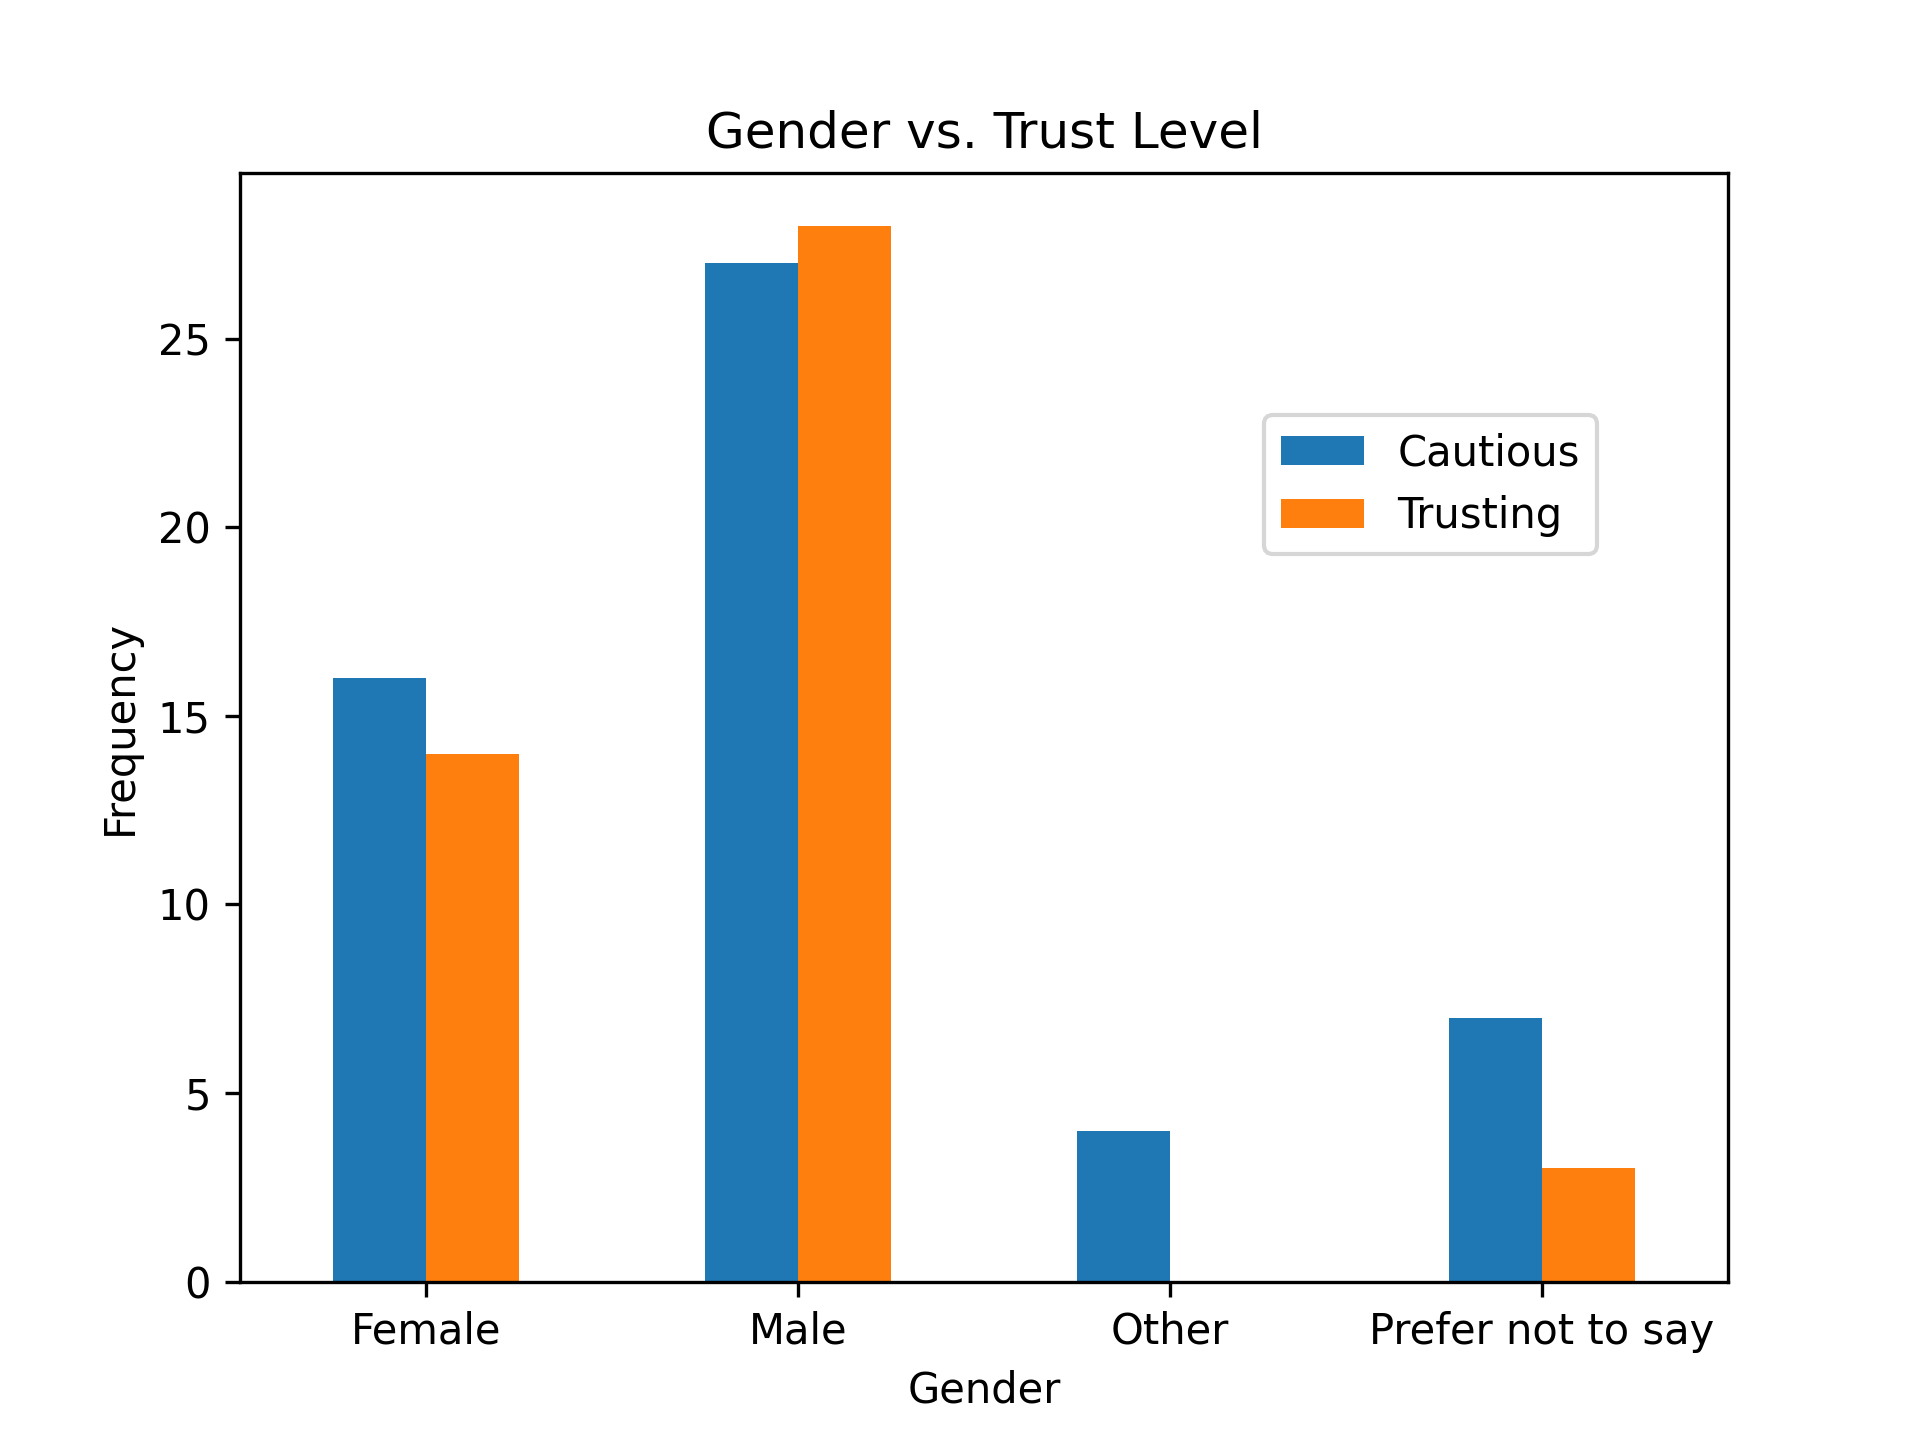 Gender vs. Trust Level
25
20
15
10
5
0
Frequency
Cautious
Trusting
Female
Male
Other
Prefer not to say
Gender